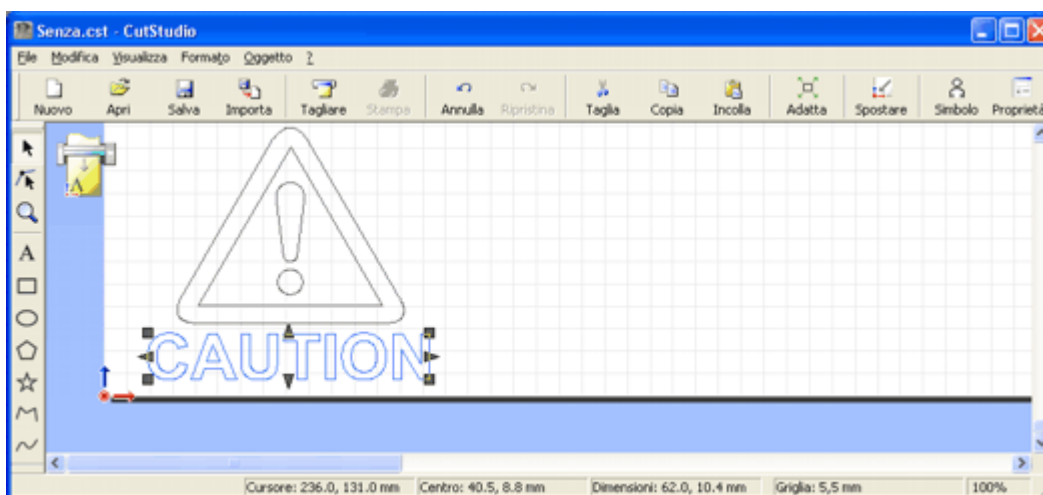 Senza.cst - CutStudio
File Modifica Visualizza Formato Oggetto ?
Nuovo Apri Salva Importa Tagliare Stampa Annulla Ripristina Taglia Copia Incolla Adatta Spostare Simbolo Proprietà
A
A
CAUTION
Cursore: 236.0, 131.0 mm Centro: 40.5, 8.8 mm Dimensioni: 62.0, 10.4 mm Griglia: 5,5 mm 100%